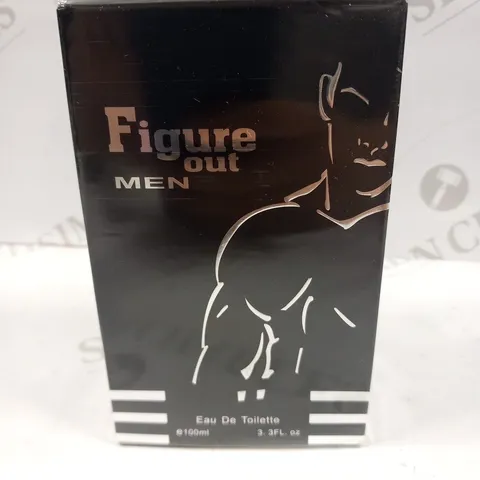 Figure
out
MEN
Eau De Toilette
℮100ml 3. 3FL. oz